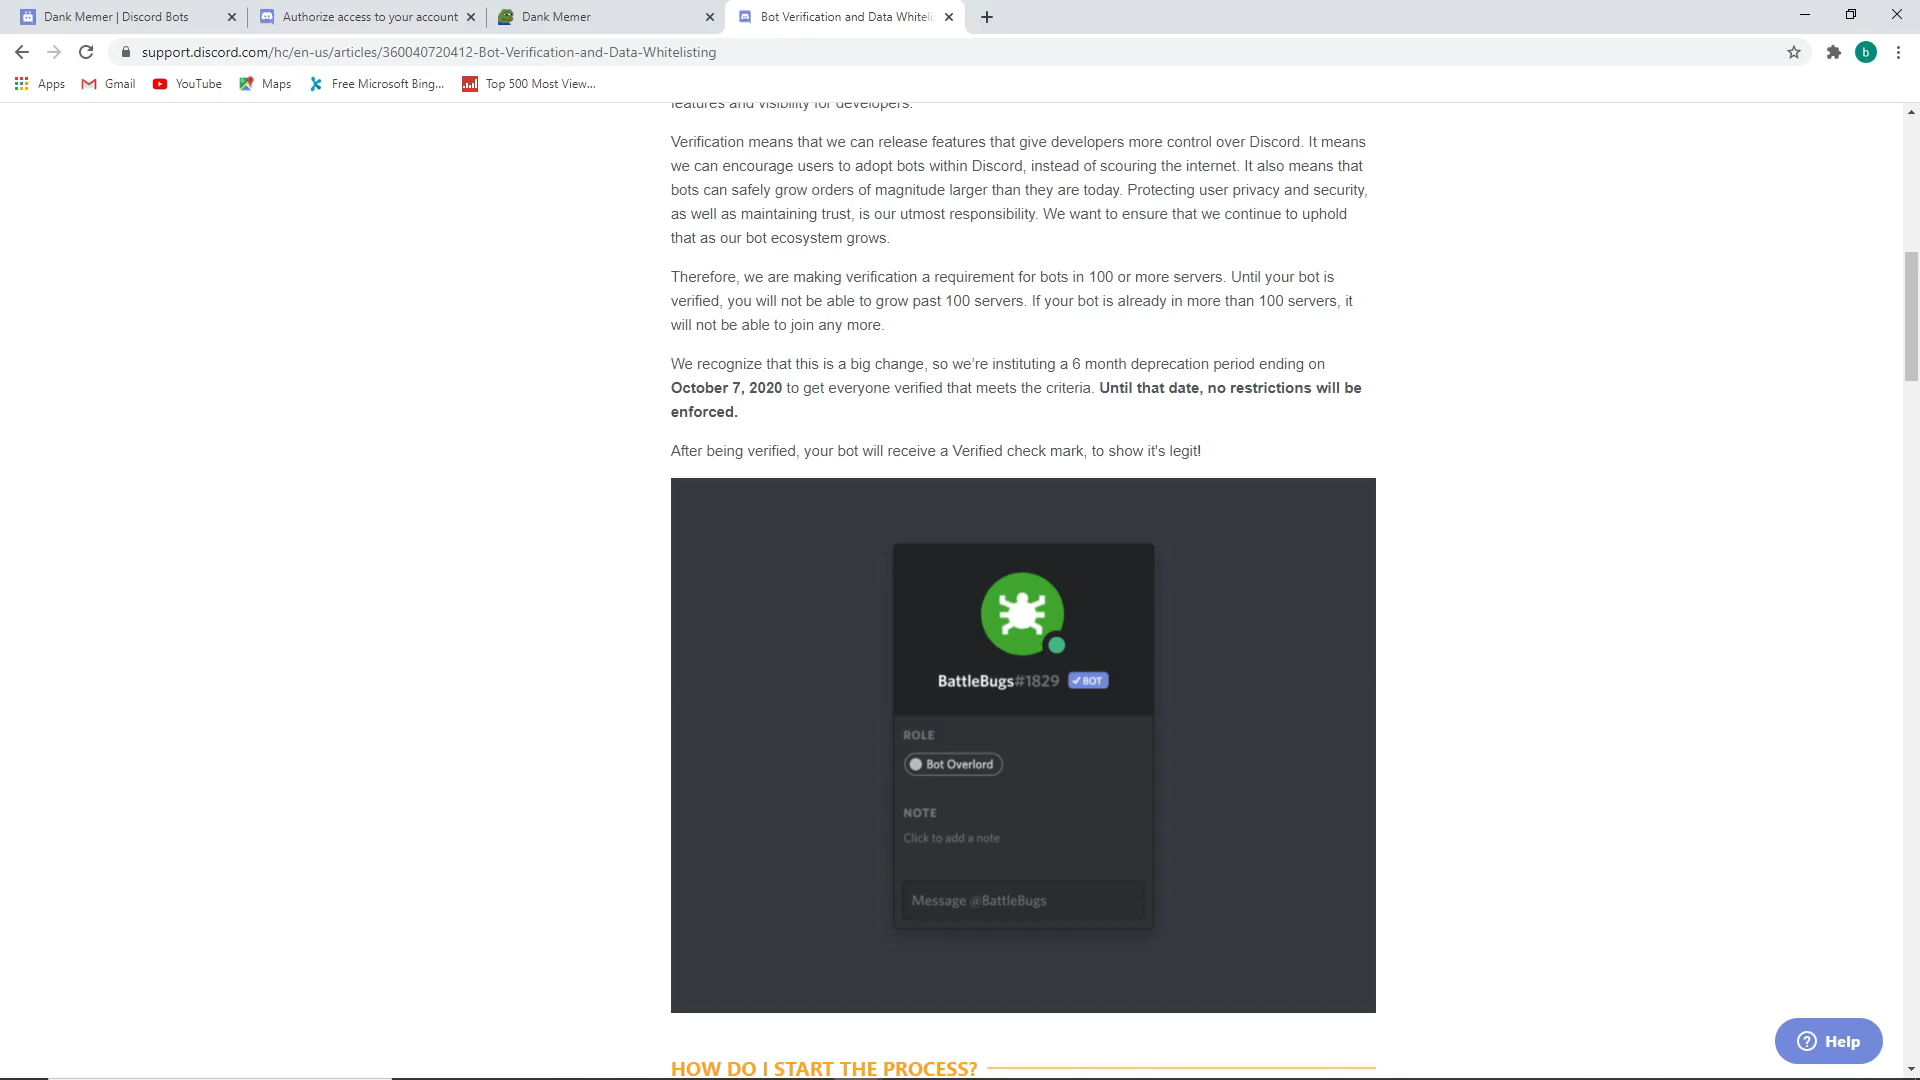 Dank Memer | Discord Bots
Authorize access to your account
Dank Memer
Bot Verification and Data Whiteli
support.discord.com/hc/en-us/articles/360040720412-Bot-Verification-and-Data-Whitelisting
b
Apps
Gmail
YouTube
Maps
Free Microsoft Bing...
Top 500 Most View...
features and visibility for developers.
Verification means that we can release features that give developers more control over Discord. It means
we can encourage users to adopt bots within Discord, instead of scouring the internet. It also means that
bots can safely grow orders of magnitude larger than they are today. Protecting user privacy and security,
as well as maintaining trust, is our utmost responsibility. We want to ensure that we continue to uphold
that as our bot ecosystem grows.
Therefore, we are making verification a requirement for bots in 100 or more servers. Until your bot is
verified, you will not be able to grow past 100 servers. If your bot is already in more than 100 servers, it
will not be able to join any more.
We recognize that this is a big change, so we’re instituting a 6 month deprecation period ending on
October 7, 2020 to get everyone verified that meets the criteria. Until that date, no restrictions will be
enforced.
After being verified, your bot will receive a Verified check mark, to show it's legit!
BattleBugs#1829 ✓ BOT
ROLE
Bot Overlord
NOTE
Click to add a note
Message @BattleBugs
Help
HOW DO I START THE PROCESS?